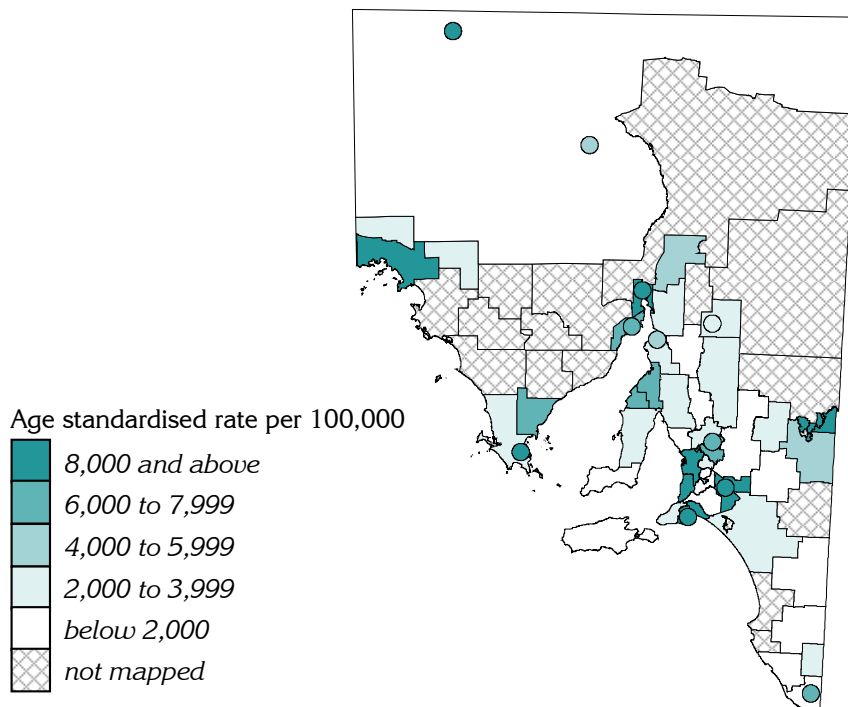 Age standardised rate per 100,000
8,000 and above
6,000 to 7,999
4,000 to 5,999
2,000 to 3,999
below 2,000
not mapped